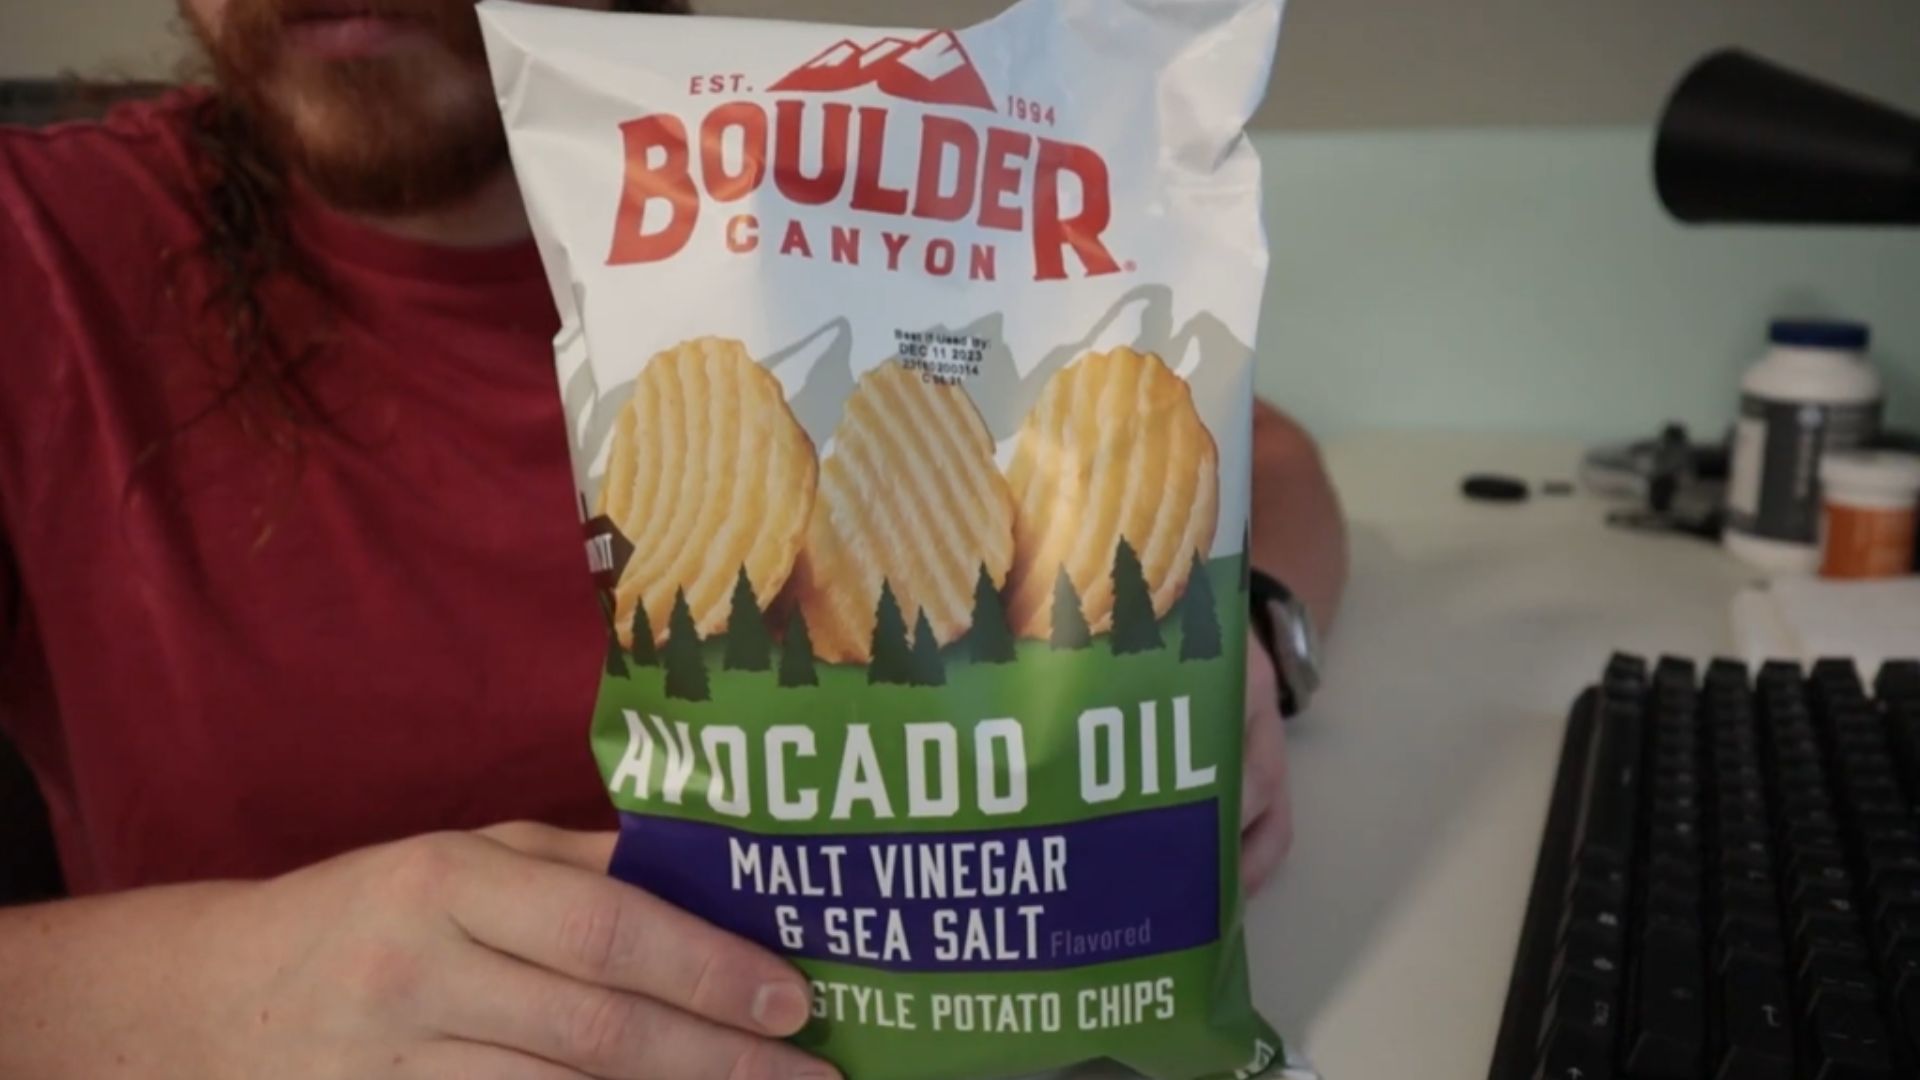 EST. 1994
BOULDER
CANYON
Best if Used By:
DEC 11 2023
AVOCADO OIL
MALT VINEGAR
& SEA SALT Flavored
STYLE POTATO CHIPS